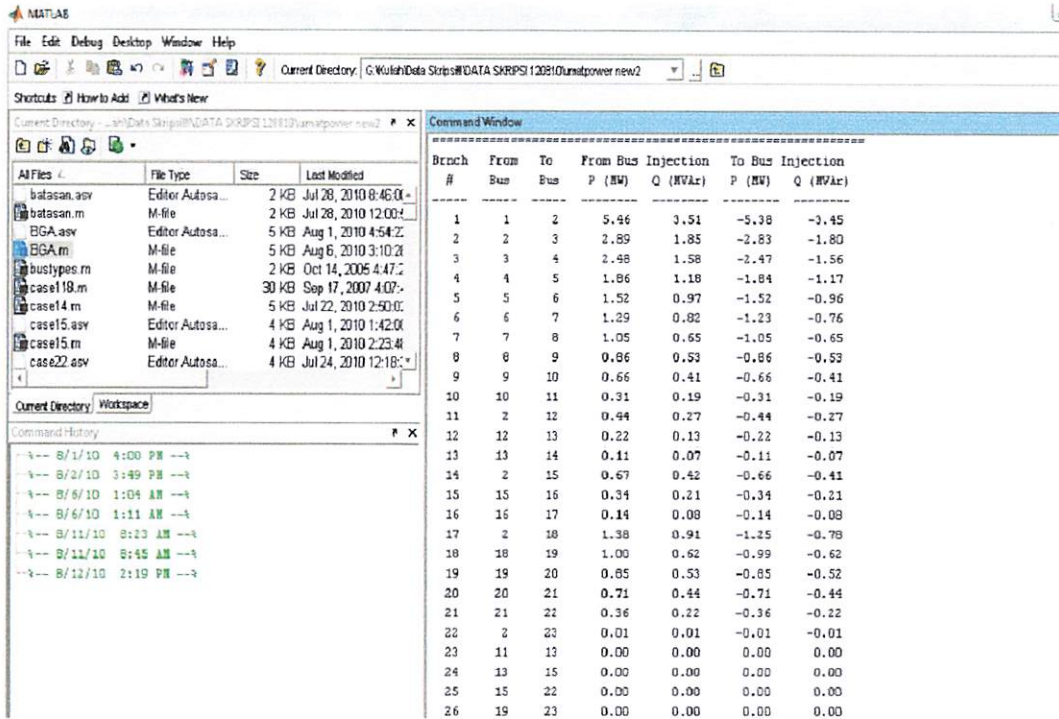 MATLAB
File Edit Debug Desktop Window Help
Current Directory: G:\Kuliah\Data Skripsi\#\DATA SKRIPSI 120810\umatpower new2
Shortcuts How to Add What's New
Current Directory
All Files File Type Size Last Modified
batasan.asv Editor Autosa... 2 KB Jul 28, 2010 8:46:0
batasan.m M-file 2 KB Jul 28, 2010 12:00:
BGA.asv Editor Autosa... 5 KB Aug 1, 2010 4:54:2
BGA.m M-file 5 KB Aug 6, 2010 3:10:2
bustypes.m M-file 2 KB Oct 14, 2005 4:47:2
case118.m M-file 30 KB Sep 17, 2007 4:07:
case14.m M-file 5 KB Jul 22, 2010 2:50:0
case15.asv Editor Autosa... 4 KB Aug 1, 2010 1:42:0
case15.m M-file 4 KB Aug 1, 2010 2:23:4
case22.asv Editor Autosa... 4 KB Jul 24, 2010 12:18:
Current Directory Workspace
Command History
%-- 8/1/10 4:00 PM --%
%-- 8/2/10 3:49 PM --%
%-- 8/6/10 1:04 AM --%
%-- 8/6/10 1:11 AM --%
%-- 8/11/10 8:23 AM --%
%-- 8/11/10 8:45 AM --%
%-- 8/12/10 2:19 PM --%
Command Window
Brnch From To From Bus Injection To Bus Injection
# Bus Bus P (MW) Q (MVAr) P (MW) Q (MVAr)
----- ----- ----- -------- -------- -------- --------
1 1 2 5.46 3.51 -5.38 -3.45
2 2 3 2.89 1.85 -2.83 -1.80
3 3 4 2.48 1.58 -2.47 -1.56
4 4 5 1.86 1.18 -1.84 -1.17
5 5 6 1.52 0.97 -1.52 -0.96
6 6 7 1.29 0.82 -1.23 -0.76
7 7 8 1.05 0.65 -1.05 -0.65
8 8 9 0.86 0.53 -0.86 -0.53
9 9 10 0.66 0.41 -0.66 -0.41
10 10 11 0.31 0.19 -0.31 -0.19
11 2 12 0.44 0.27 -0.44 -0.27
12 12 13 0.22 0.13 -0.22 -0.13
13 13 14 0.11 0.07 -0.11 -0.07
14 2 15 0.67 0.42 -0.66 -0.41
15 15 16 0.34 0.21 -0.34 -0.21
16 16 17 0.14 0.08 -0.14 -0.08
17 2 18 1.38 0.91 -1.25 -0.78
18 18 19 1.00 0.62 -0.99 -0.62
19 19 20 0.85 0.53 -0.85 -0.52
20 20 21 0.71 0.44 -0.71 -0.44
21 21 22 0.36 0.22 -0.36 -0.22
22 2 23 0.01 0.01 -0.01 -0.01
23 11 13 0.00 0.00 0.00 0.00
24 13 15 0.00 0.00 0.00 0.00
25 15 22 0.00 0.00 0.00 0.00
26 19 23 0.00 0.00 0.00 0.00